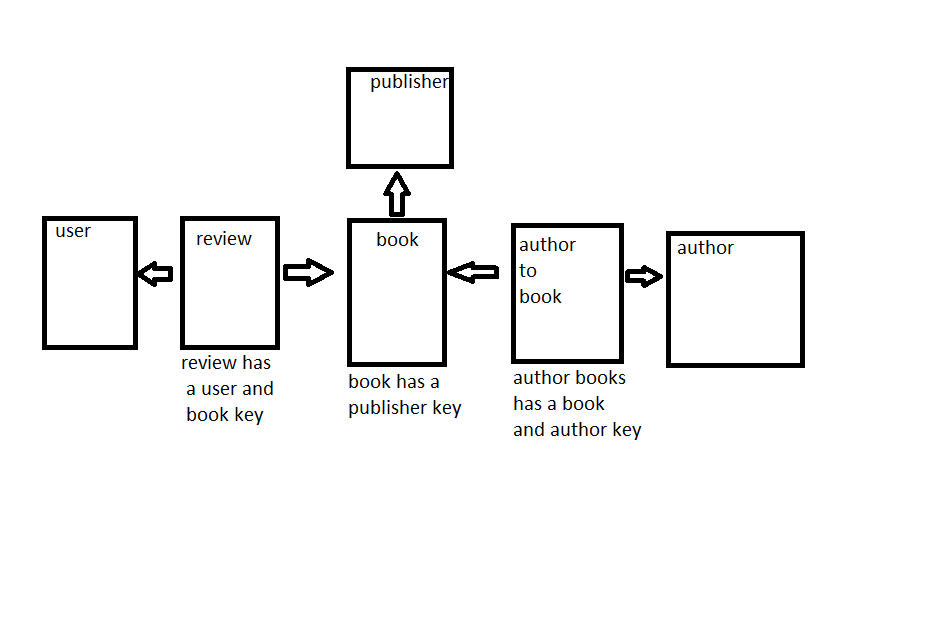 publisher
user
review
book
author
to
book
author
review has
a user and
book key
book has a
publisher key
author books
has a book
and author key